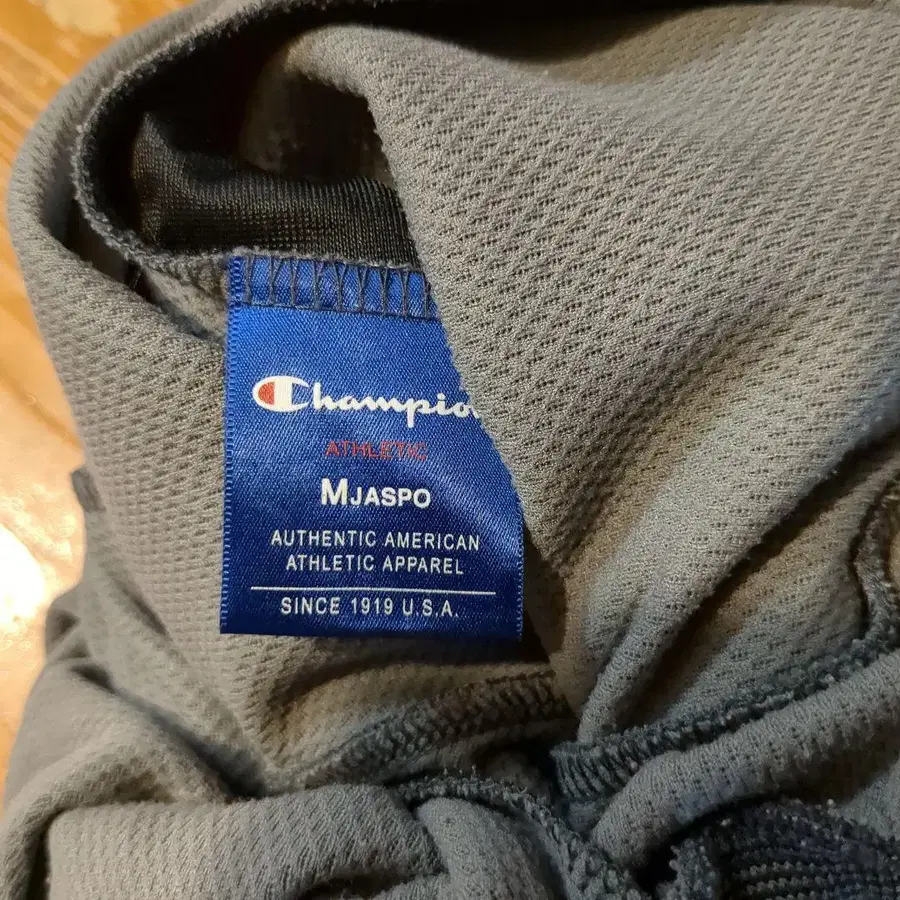 Champion
ATHLETIC
MJASPO
AUTHENTIC AMERICAN
ATHLETIC APPAREL
SINCE 1919 U.S.A.